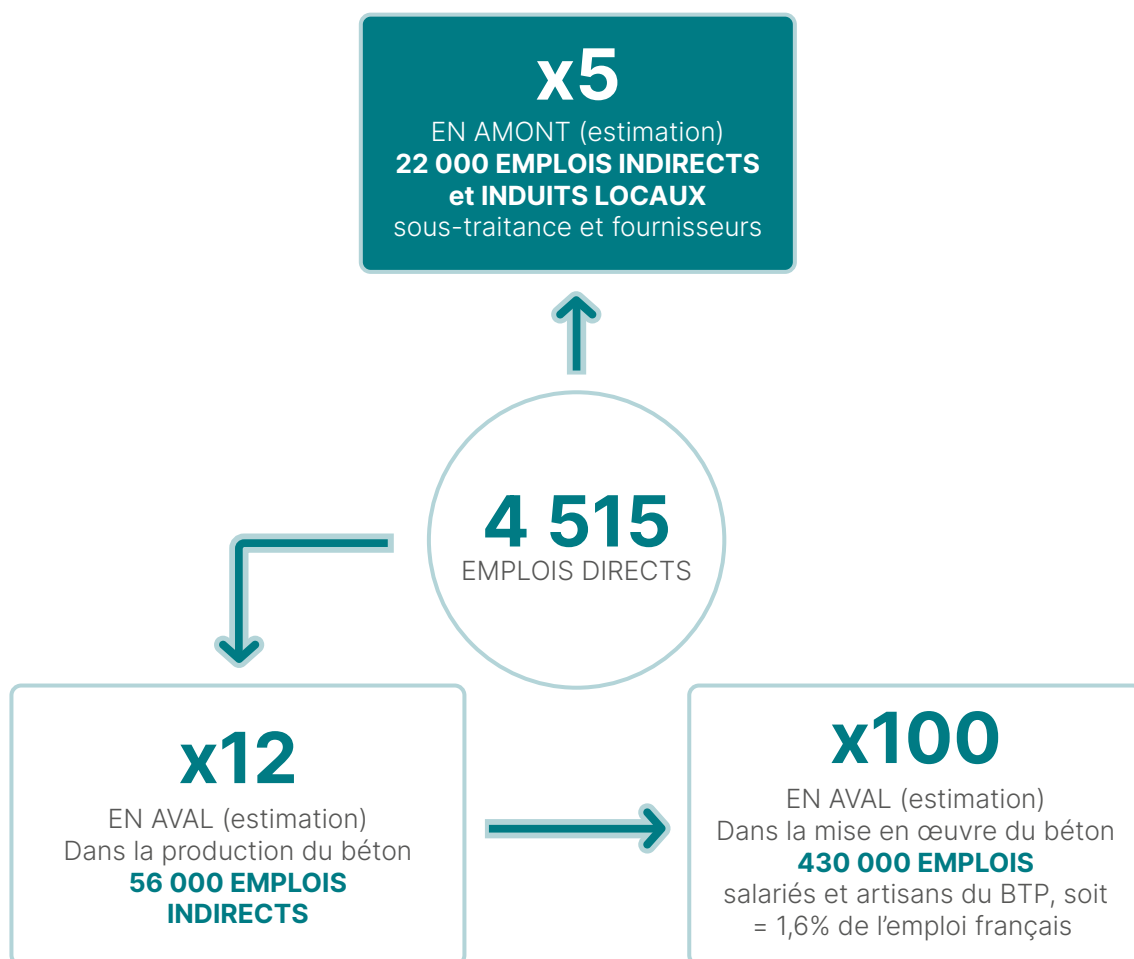 x5
EN AMONT (estimation)
22 000 EMPLOIS INDIRECTS
et INDUITS LOCAUX
sous-traitance et fournisseurs
4 515
EMPLOIS DIRECTS
x12
EN AVAL (estimation)
Dans la production du béton
56 000 EMPLOIS
INDIRECTS
x100
EN AVAL (estimation)
Dans la mise en œuvre du béton
430 000 EMPLOIS
salariés et artisans du BTP, soit
= 1,6% de l’emploi français